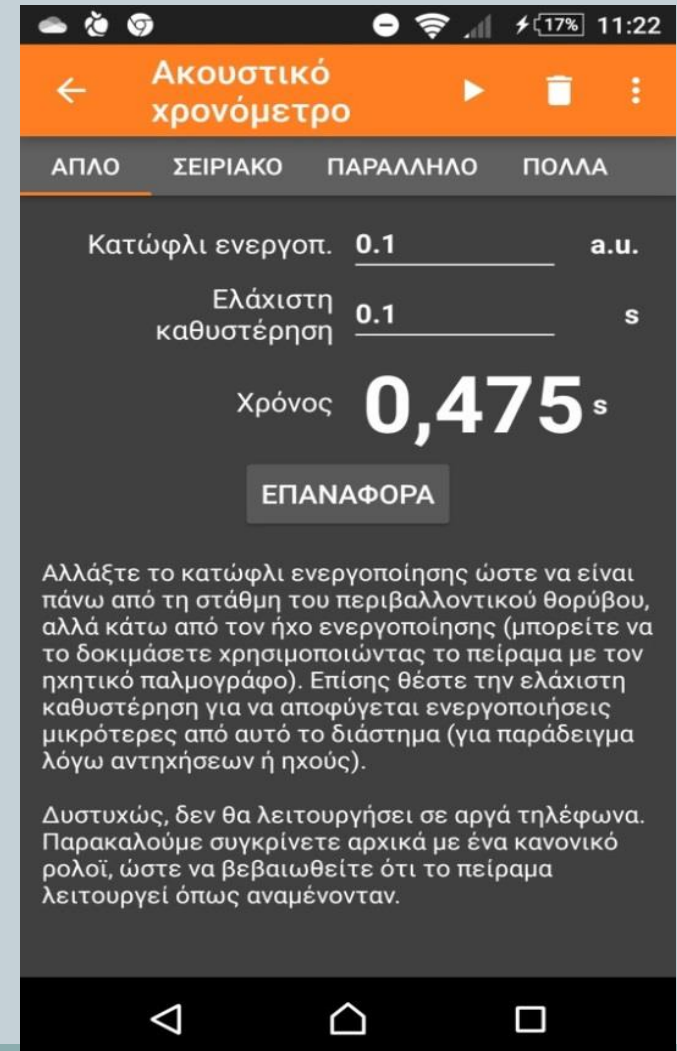 17% 11:22
Ακουστικό
χρονόμετρο
ΑΠΛΟ ΣΕΙΡΙΑΚΟ ΠΑΡΑΛΛΗΛΟ ΠΟΛΛΑ
Κατώφλι ενεργοπ. 0.1 a.u.
Ελάχιστη
καθυστέρηση 0.1 s
Χρόνος 0,475 s
ΕΠΑΝΑΦΟΡΑ
Αλλάξτε το κατώφλι ενεργοποίησης ώστε να είναι
πάνω από τη στάθμη του περιβαλλοντικού θορύβου,
αλλά κάτω από τον ήχο ενεργοποίησης (μπορείτε να
το δοκιμάσετε χρησιμοποιώντας το πείραμα με τον
ηχητικό παλμογράφο). Επίσης θέστε την ελάχιστη
καθυστέρηση για να αποφύγεται ενεργοποιήσεις
μικρότερες από αυτό το διάστημα (για παράδειγμα
λόγω αντηχήσεων ή ηχούς).
Δυστυχώς, δεν θα λειτουργήσει σε αργά τηλέφωνα.
Παρακαλούμε συγκρίνετε αρχικά με ένα κανονικό
ρολοϊ, ώστε να βεβαιωθείτε ότι το πείραμα
λειτουργεί όπως αναμένονταν.